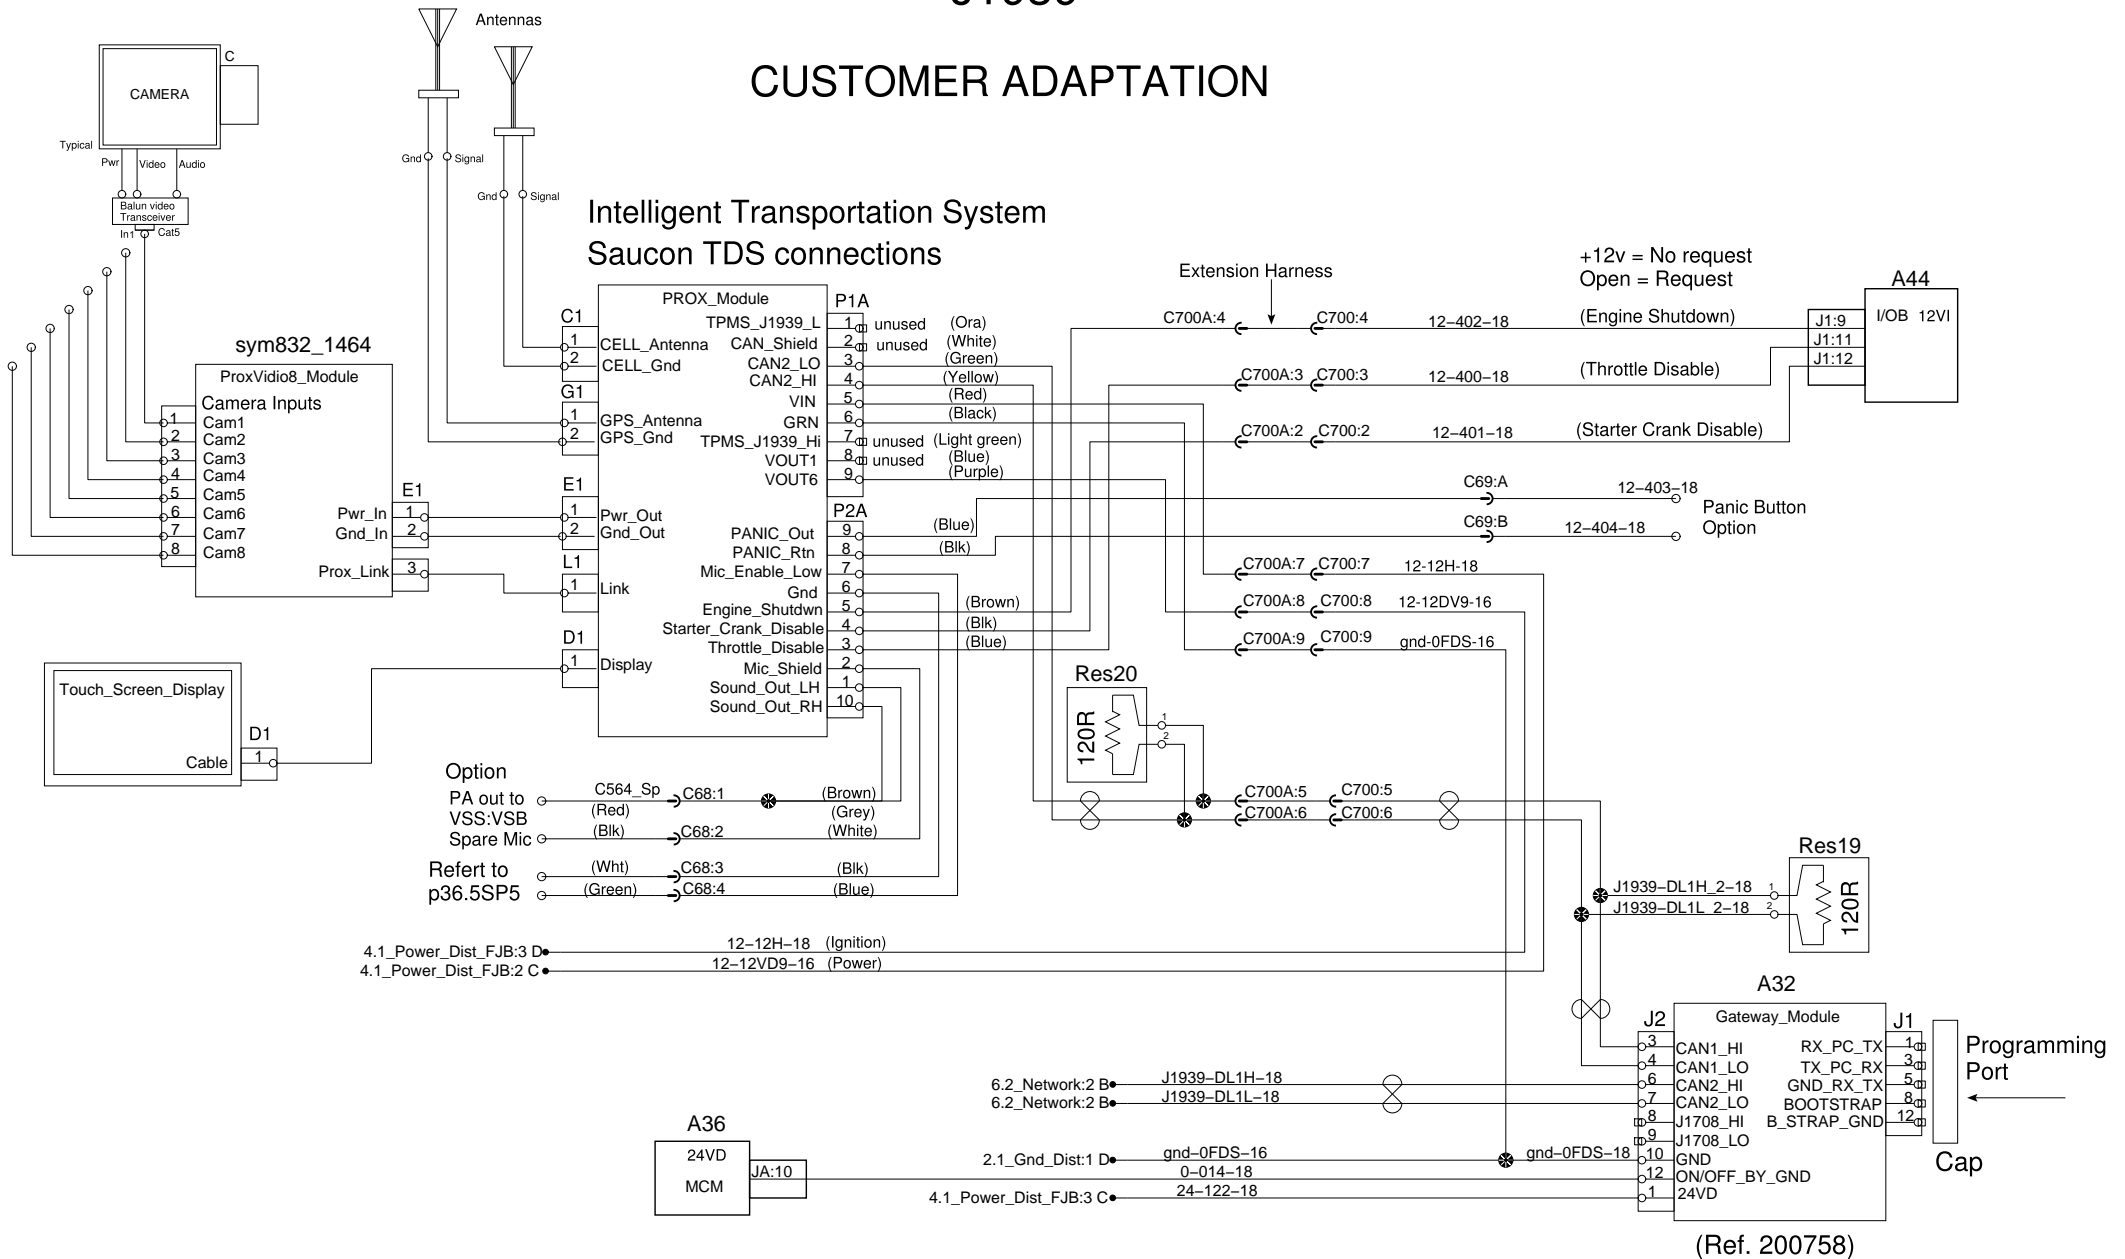 CUSTOMER ADAPTATION
Antennas
C
CAMERA
Typical
Pwr
Video
Audio
Balun video
Transceiver
In1
Cat5
Gnd
Signal
Gnd
Signal
Intelligent Transportation System
Saucon TDS connections
sym832_1464
ProxVidio8_Module
Camera Inputs
1 Cam1
2 Cam2
3 Cam3
4 Cam4
5 Cam5
6 Cam6
7 Cam7
8 Cam8
E1
Pwr_In 1
Gnd_In 2
Prox_Link 3
Touch_Screen_Display
D1
Cable 1
PROX_Module
C1
1 CELL_Antenna
2 CELL_Gnd
G1
1 GPS_Antenna
2 GPS_Gnd
E1
1 Pwr_Out
2 Gnd_Out
L1
1 Link
D1
1 Display
P1A
TPMS_J1939_L 1 unused (Ora)
CAN_Shield 2 unused (White)
CAN2_LO 3 (Green)
CAN2_HI 4 (Yellow)
VIN 5 (Red)
GRN 6 (Black)
TPMS_J1939_Hi 7 unused (Light green)
VOUT1 8 unused (Blue)
VOUT6 9 (Purple)
P2A
PANIC_Out 9 (Blue)
PANIC_Rtn 8 (Blk)
Mic_Enable_Low 7
Gnd 6
Engine_Shutdwn 5 (Brown)
Starter_Crank_Disable 4 (Blk)
Throttle_Disable 3 (Blue)
Mic_Shield 2
Sound_Out_LH 1
Sound_Out_RH 10
Extension Harness
+12v = No request
Open = Request
C700A:4 C700:4 12-402-18 (Engine Shutdown)
C700A:3 C700:3 12-400-18 (Throttle Disable)
C700A:2 C700:2 12-401-18 (Starter Crank Disable)
A44
I/OB 12VI
J1:9
J1:11
J1:12
C69:A 12-403-18
C69:B 12-404-18
Panic Button
Option
C700A:7 C700:7 12-12H-18
C700A:8 C700:8 12-12DV9-16
C700A:9 C700:9 gnd-0FDS-16
Res20
120R
1
2
C700A:5 C700:5
C700A:6 C700:6
Option
PA out to
VSS:VSB
Spare Mic
C564_Sp C68:1 (Brown)
(Red) (Grey)
(Blk) C68:2 (White)
Refert to
p36.5SP5
(Wht) C68:3 (Blk)
(Green) C68:4 (Blue)
4.1_Power_Dist_FJB:3 D 12-12H-18 (Ignition)
4.1_Power_Dist_FJB:2 C 12-12VD9-16 (Power)
Res19
J1939-DL1H_2-18 1
J1939-DL1L_2-18 2
120R
A32
Gateway_Module
J2
3 CAN1_HI
4 CAN1_LO
6 CAN2_HI
7 CAN2_LO
8 J1708_HI
9 J1708_LO
10 GND
12 ON/OFF_BY_GND
1 24VD
J1
RX_PC_TX 1
TX_PC_RX 3
GND_RX_TX 5
BOOTSTRAP 8
B_STRAP_GND 12
Programming
Port
Cap
6.2_Network:2 B J1939-DL1H-18
6.2_Network:2 B J1939-DL1L-18
A36
24VD
MCM
JA:10
2.1_Gnd_Dist:1 D gnd-0FDS-16 gnd-0FDS-18
0-014-18
4.1_Power_Dist_FJB:3 C 24-122-18
(Ref. 200758)